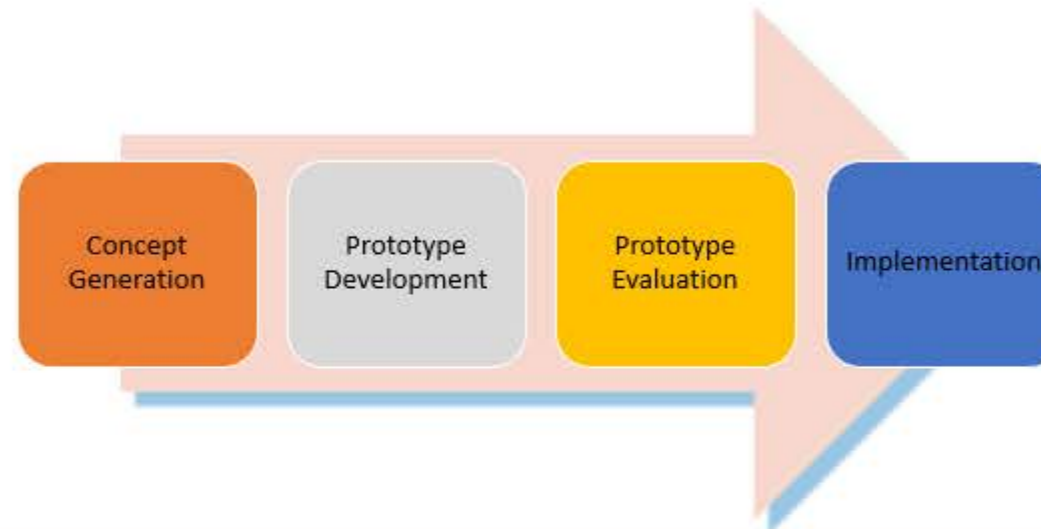 Concept
Generation
Prototype
Development
Prototype
Evaluation
Implementation